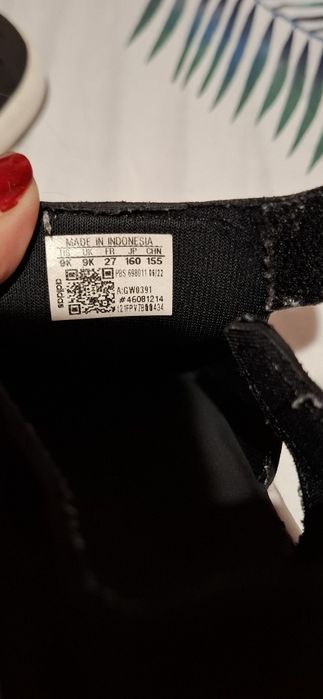 MADE IN INDONESIA
US UK FR JP CHN
9K 9K 27 160 155
PBS 698011 09/22
A:GW0391
#46081214
adidas